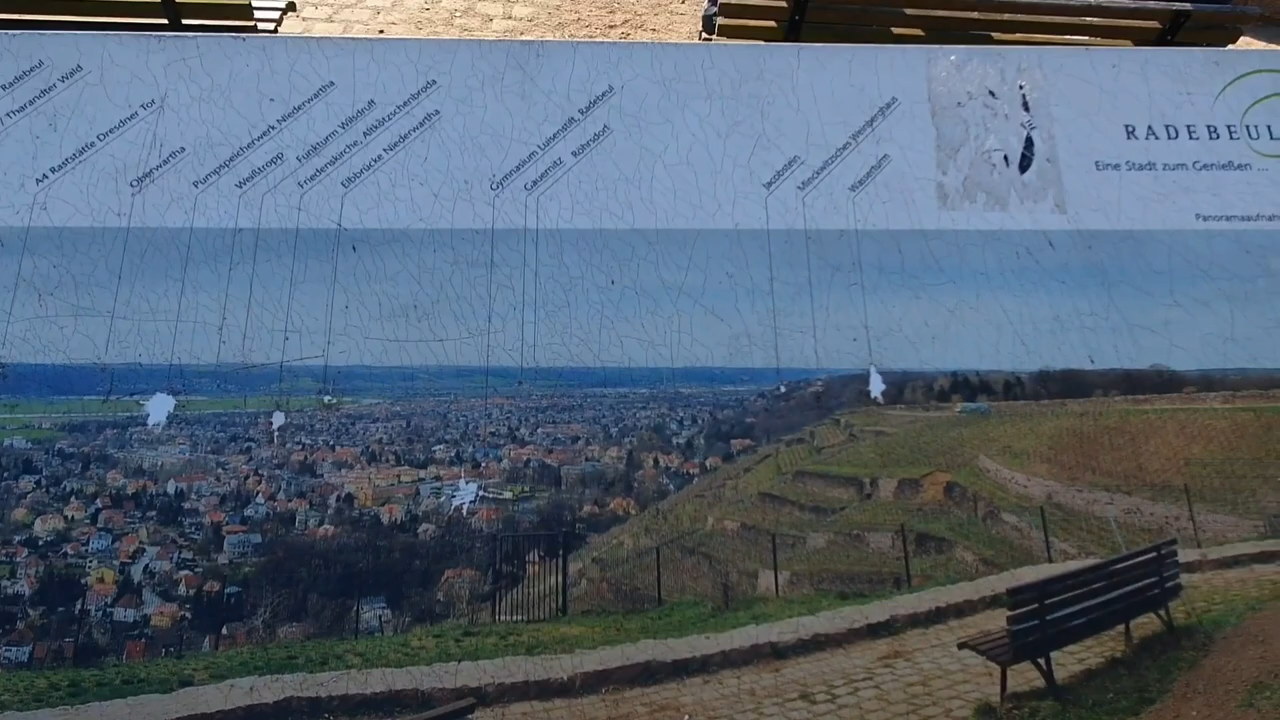 Radebeul
Tharandter Wald
A4 Raststätte Dresdner Tor
Oberwartha
Pumpspeicherwerk Niederwartha
Weißtropp
Funkturm Wilsdruff
Friedenskirche, Altkötzschenbroda
Elbbrücke Niederwartha
Gymnasium Luisenstift, Radebeul
Gauernitz
Röhrsdorf
Jacobstein
Minckwitzsches Weinberghaus
Wasserturm
RADEBEUL
Eine Stadt zum Genießen ...
Panoramaaufnah